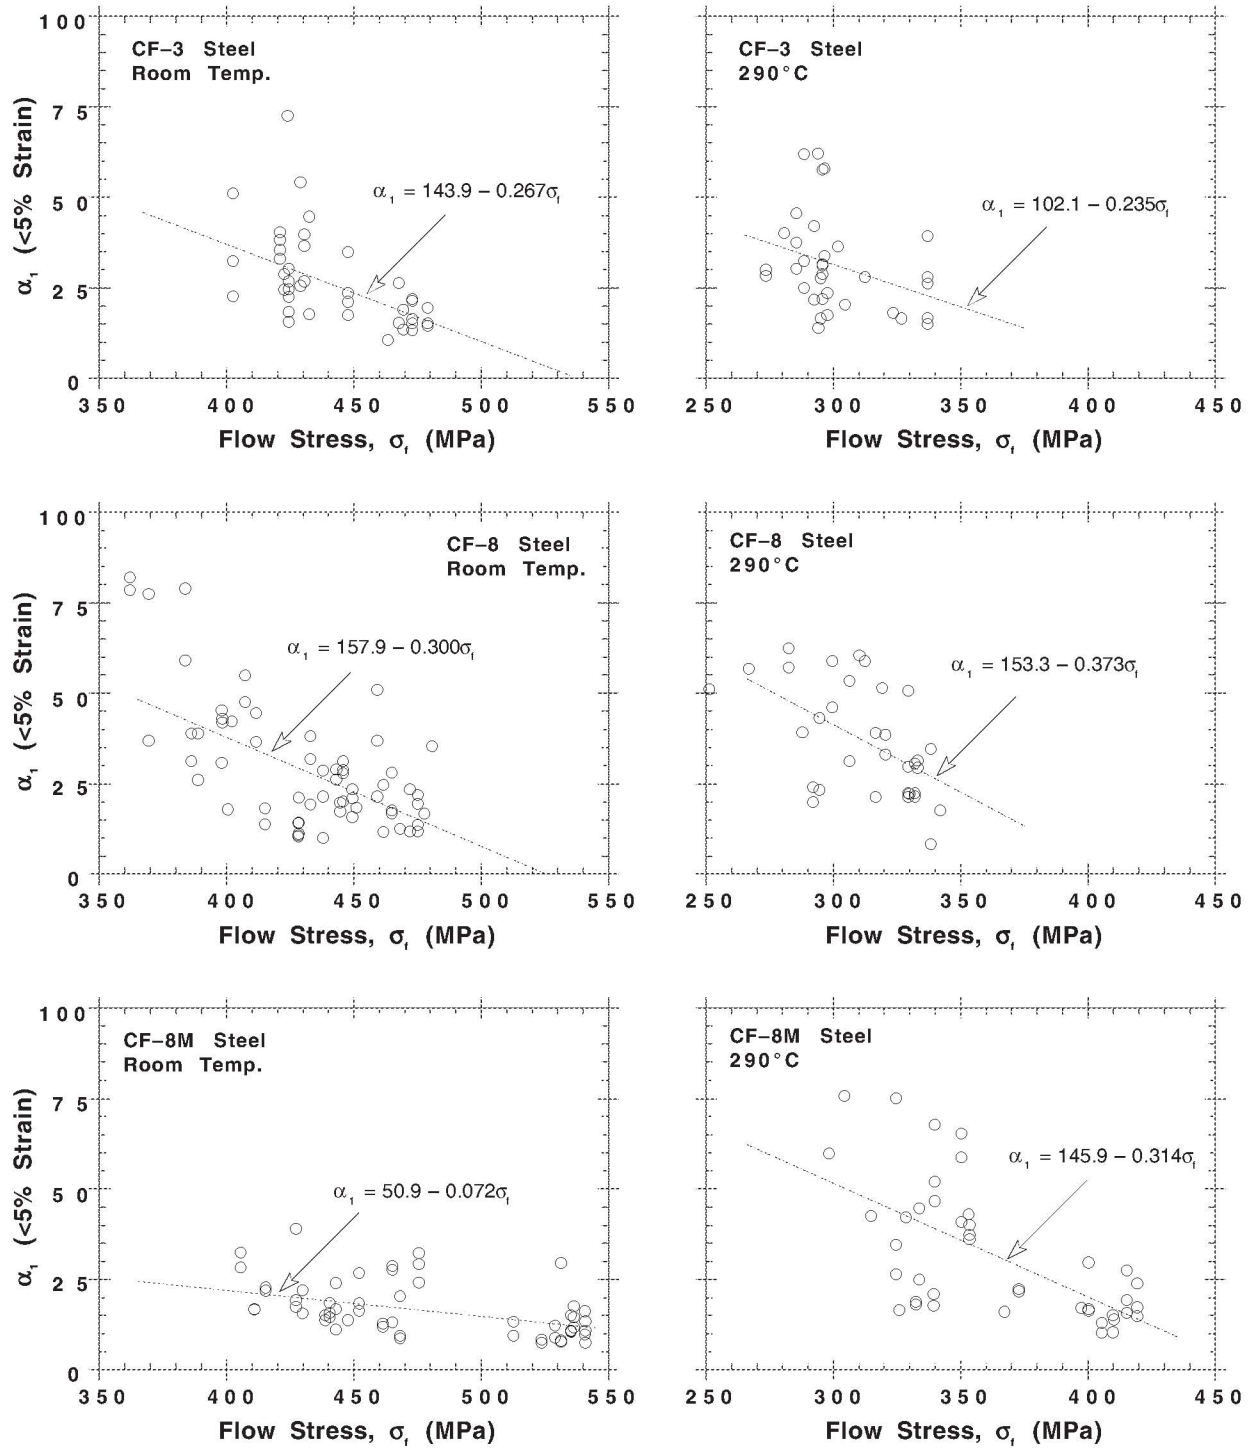 100
75
50
25
0
α₁ (<5% Strain)
CF–3 Steel
Room Temp.
α₁ = 143.9 – 0.267σf
350 400 450 500 550
Flow Stress, σf (MPa)
CF–3 Steel
290°C
α₁ = 102.1 – 0.235σf
250 300 350 400 450
Flow Stress, σf (MPa)
100
75
50
25
0
α₁ (<5% Strain)
CF–8 Steel
Room Temp.
α₁ = 157.9 – 0.300σf
350 400 450 500 550
Flow Stress, σf (MPa)
CF–8 Steel
290°C
α₁ = 153.3 – 0.373σf
250 300 350 400 450
Flow Stress, σf (MPa)
100
75
50
25
0
α₁ (<5% Strain)
CF–8M Steel
Room Temp.
α₁ = 50.9 – 0.072σf
350 400 450 500 550
Flow Stress, σf (MPa)
CF–8M Steel
290°C
α₁ = 145.9 – 0.314σf
250 300 350 400 450
Flow Stress, σf (MPa)